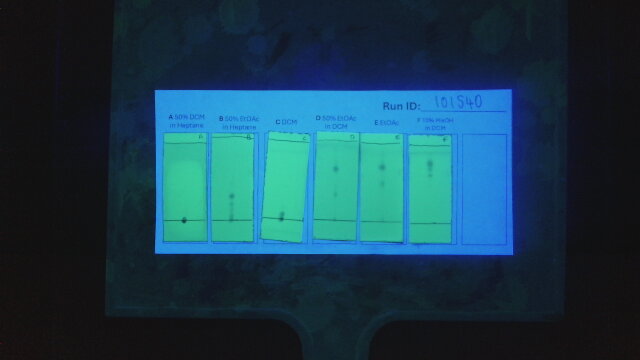 Run ID: 101540
A 50% DCM
in Heptane
B 50% EtOAc
in Heptane
C DCM
D 50% EtOAc
in DCM
E EtOAc
F 10% MeOH
in DCM
A
B
C
D
E
F